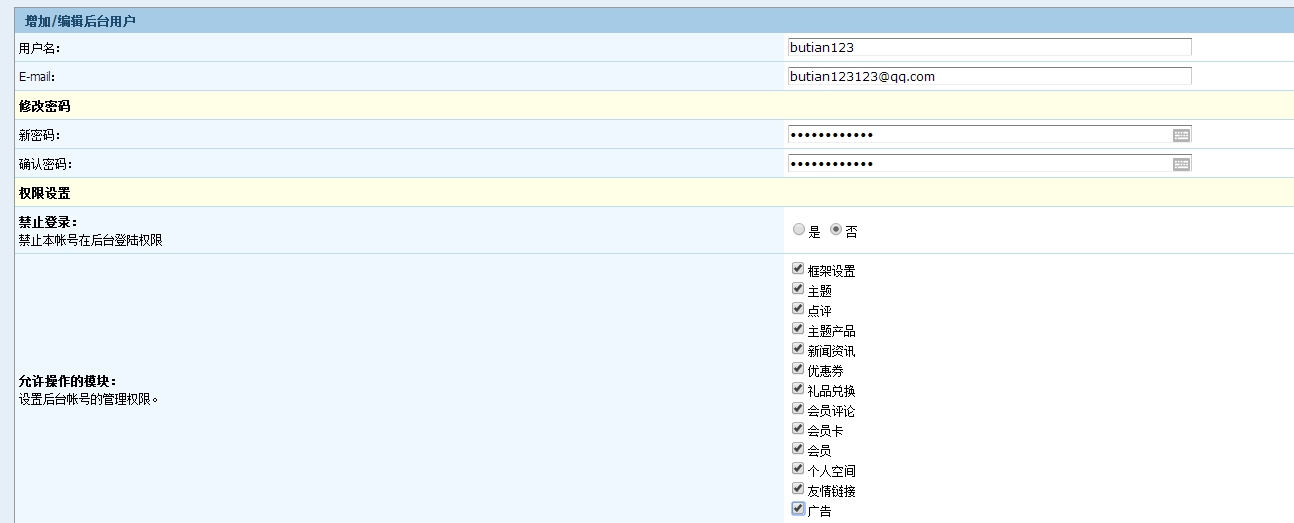 增加/编辑后台用户
用户名： butian123
E-mail： butian123123@qq.com
修改密码
新密码： ••••••••••••
确认密码： ••••••••••••
权限设置
禁止登录：
禁止本帐号在后台登陆权限
是 否
允许操作的模块：
设置后台帐号的管理权限。
框架设置
主题
点评
主题产品
新闻资讯
优惠券
礼品兑换
会员评论
会员卡
会员
个人空间
友情链接
广告